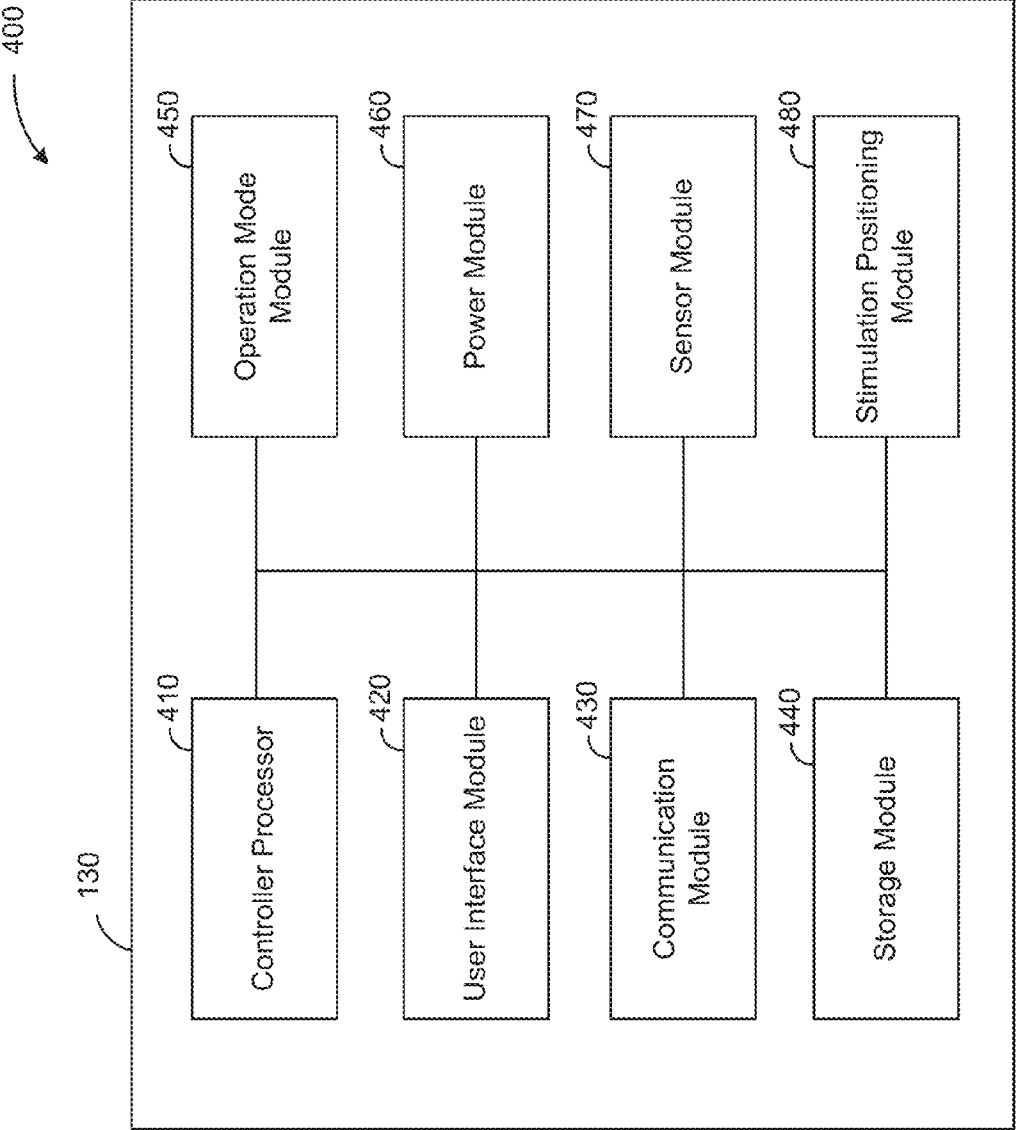 400
130
410
Controller Processor
420
User Interface Module
430
Communication
Module
440
Storage Module
450
Operation Mode
Module
460
Power Module
470
Sensor Module
480
Stimulation Positioning
Module